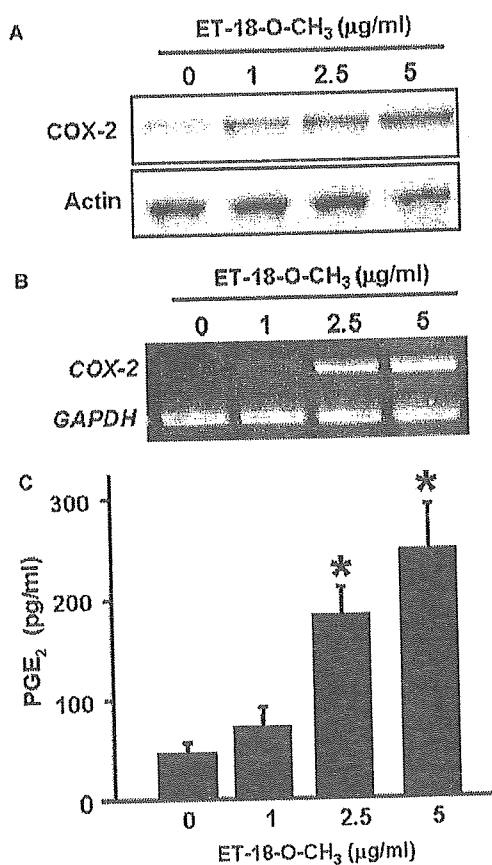 A
ET-18-O-CH₃ (μg/ml)
0 1 2.5 5
COX-2
Actin
B
ET-18-O-CH₃ (μg/ml)
0 1 2.5 5
COX-2
GAPDH
C
300
200
100
0
PGE₂ (pg/ml)
* *
0 1 2.5 5
ET-18-O-CH₃ (μg/ml)